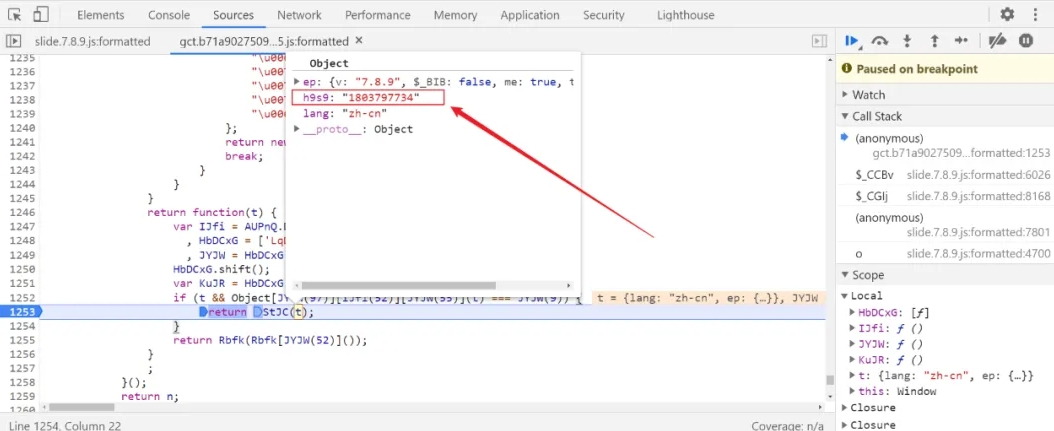 Elements Console Sources Network Performance Memory Application Security Lighthouse
slide.7.8.9.js:formatted gct.b71a9027509...5.js:formatted ×
1235 "\u000
1236 "\u00
1237 "\u00
1238 "\u00
1239 "\u00
1240 };
1241 return new
1242 break;
1243 }
1244 }
1245 }
1246 return function(t) {
1247 var IJfi = AUPnQ.
1248 , HbDCxG = ['Lq
1249 , JYJW = HbDCxG
1250 HbDCxG.shift();
1251 var KuJR = HbDCxG
1252 if (t && Object[JYJW(97)][IJfi(52)][JYJW(55)](t) === JYJW(9)) { t = {lang: "zh-cn", ep: {…}}, JYJW
1253 return StJC(t);
1254 }
1255 return Rbfk(Rbfk[JYJW(52)]());
1256 }
1257 ;
1258 }();
1259 return n;
1260
Object
ep: {v: "7.8.9", $_BIB: false, me: true, t
h9s9: "1803797734"
lang: "zh-cn"
__proto__: Object
Line 1254, Column 22 Coverage: n/a
Paused on breakpoint
Watch
Call Stack
(anonymous)
gct.b71a9027509...formatted:1253
$_CCBv slide.7.8.9.js:formatted:6026
$_CGIj slide.7.8.9.js:formatted:8168
(anonymous)
slide.7.8.9.js:formatted:7801
o slide.7.8.9.js:formatted:4700
Scope
Local
HbDCxG: [ƒ]
IJfi: ƒ ()
JYJW: ƒ ()
KuJR: ƒ ()
t: {lang: "zh-cn", ep: {…}}
this: Window
Closure
Closure